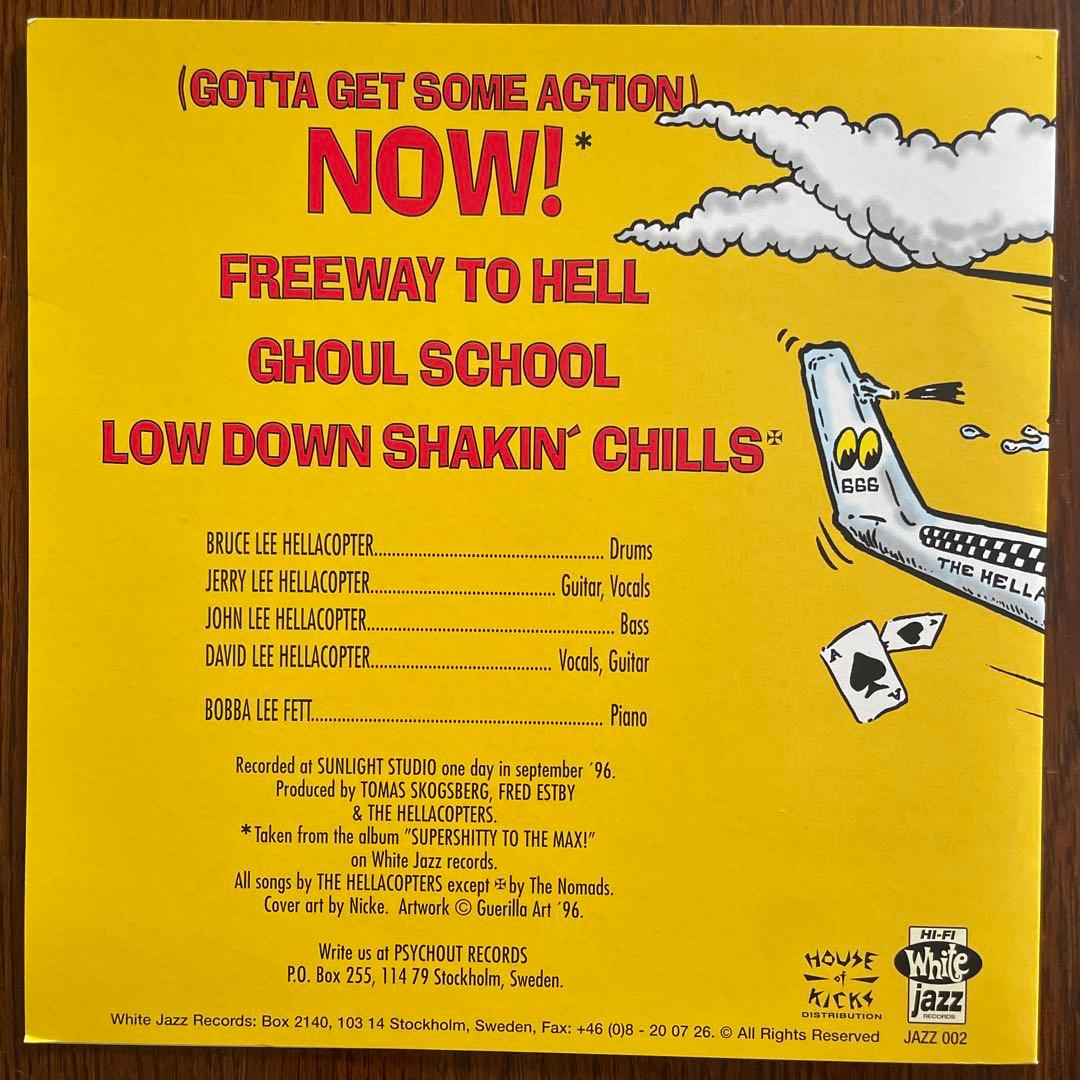 (GOTTA GET SOME ACTION)
NOW!*
FREEWAY TO HELL
GHOUL SCHOOL
LOW DOWN SHAKIN´ CHILLS✠
BRUCE LEE HELLACOPTER.................................................... Drums
JERRY LEE HELLACOPTER.......................................... Guitar, Vocals
JOHN LEE HELLACOPTER........................................................ Bass
DAVID LEE HELLACOPTER......................................... Vocals, Guitar
BOBBA LEE FETT.................................................................. Piano
Recorded at SUNLIGHT STUDIO one day in september ´96.
Produced by TOMAS SKOGSBERG, FRED ESTBY
& THE HELLACOPTERS.
*Taken from the album "SUPERSHITTY TO THE MAX!"
on White Jazz records.
All songs by THE HELLACOPTERS except ✠ by The Nomads.
Cover art by Nicke. Artwork © Guerilla Art ´96.
Write us at PSYCHOUT RECORDS
P.O. Box 255, 114 79 Stockholm, Sweden.
White Jazz Records: Box 2140, 103 14 Stockholm, Sweden, Fax: +46 (0)8 - 20 07 26. © All Rights Reserved
666
THE HELLA
A
A
HOUSE
of
KICKS
DISTRIBUTION
HI-FI
White
jazz
RECORDS
JAZZ 002